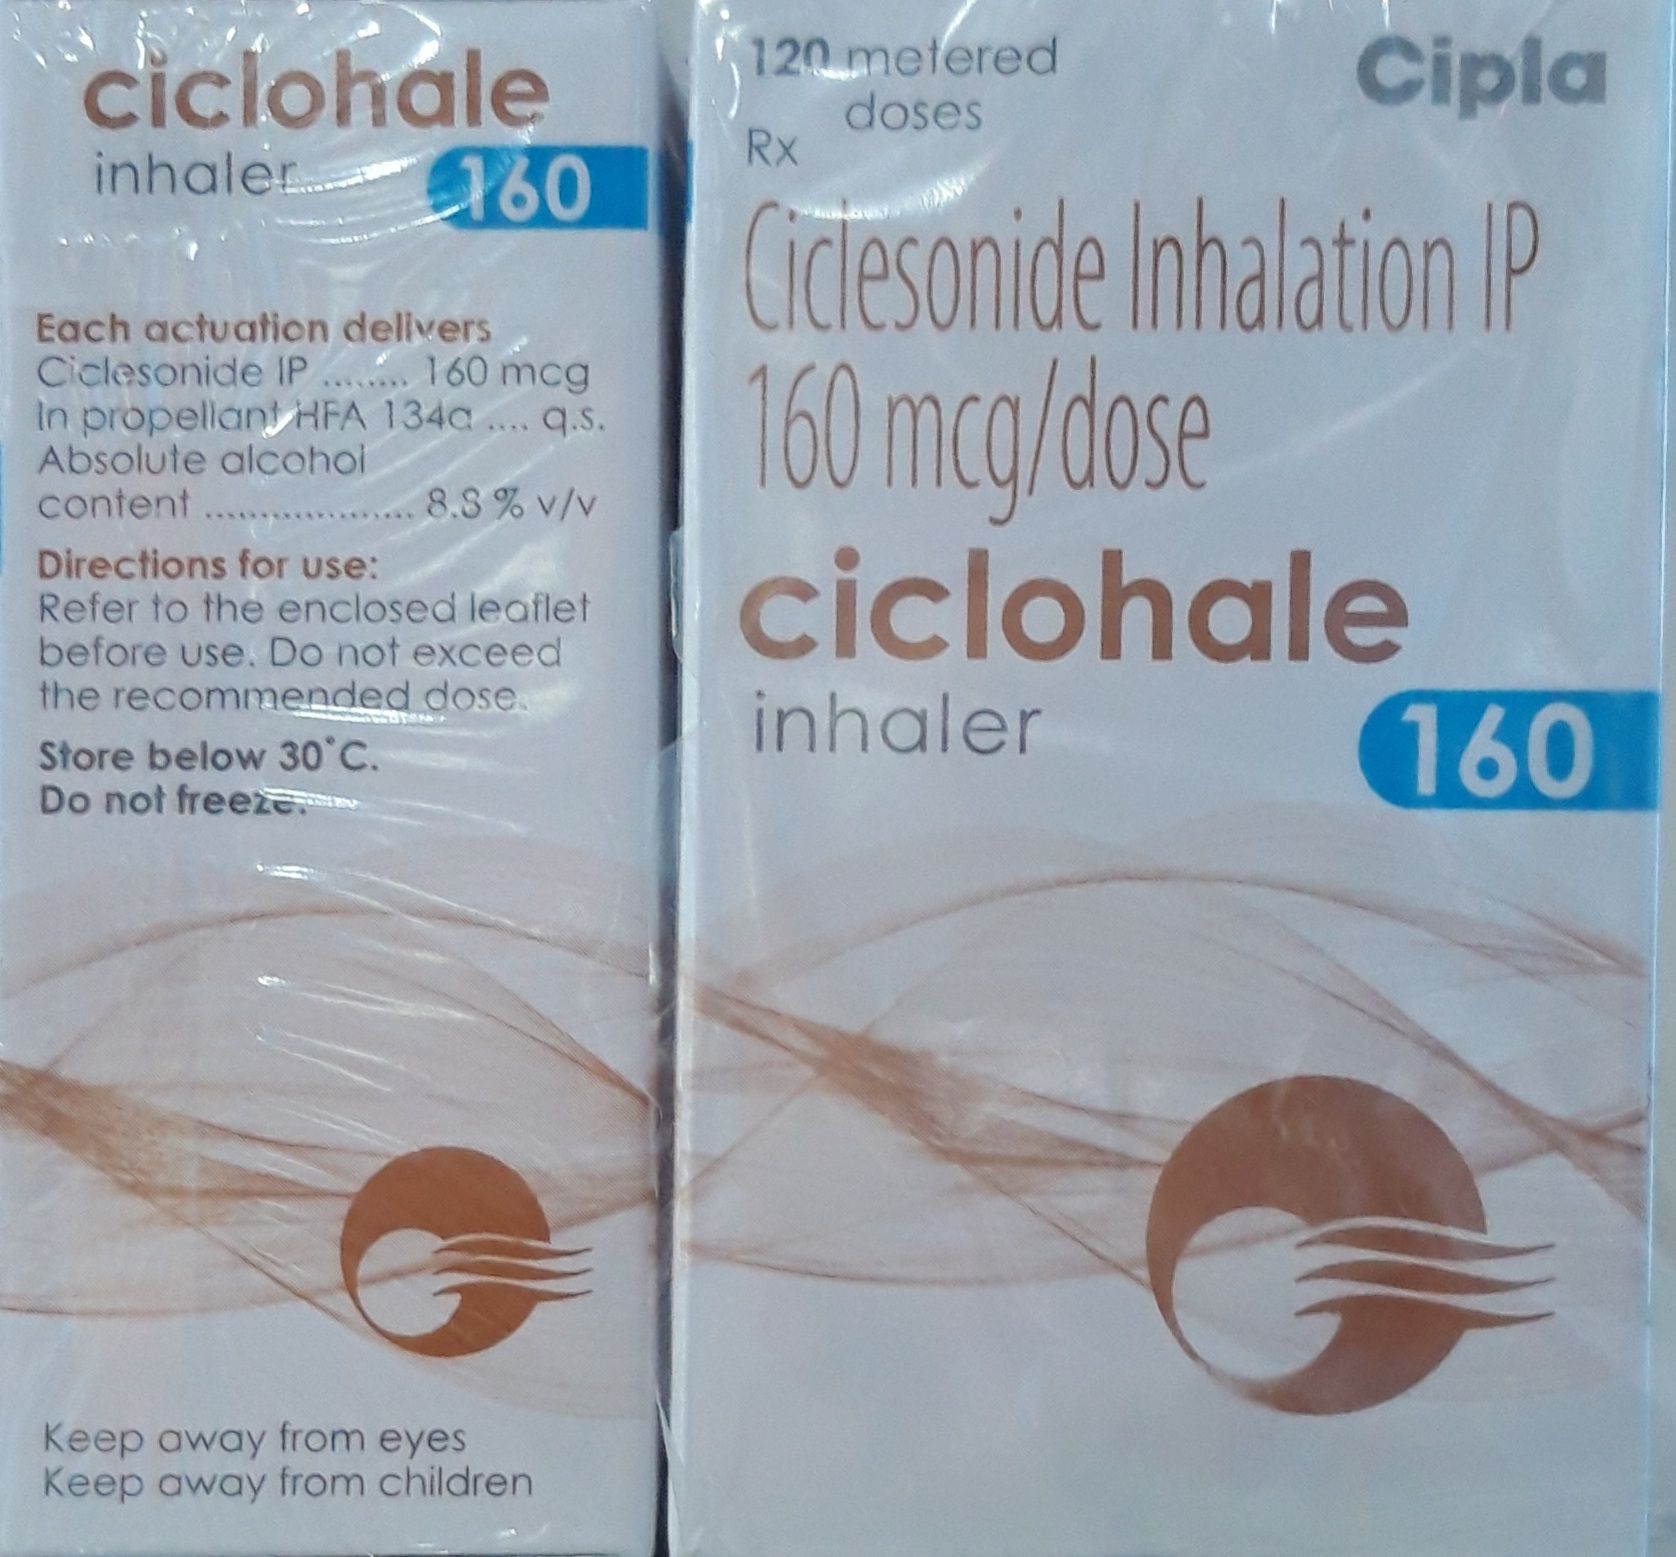 ciclohale
inhaler
160
Each actuation delivers
Ciclesonide IP ........ 160 mcg
In propellant HFA 134a .... q.s.
Absolute alcohol
content ................... 8.8 % v/v
Directions for use:
Refer to the enclosed leaflet
before use. Do not exceed
the recommended dose.
Store below 30°C.
Do not freeze.
Keep away from eyes
Keep away from children
120 metered
doses
Cipla
Rx
Ciclesonide Inhalation IP
160 mcg/dose
ciclohale
inhaler
160